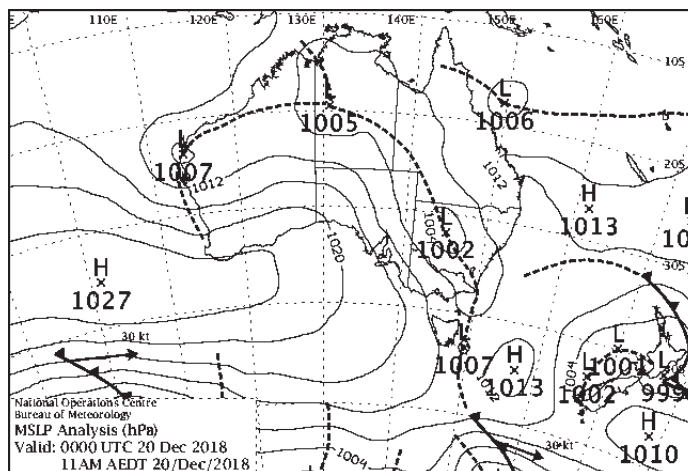 110E 120E 130E 140E 150E 160E
10S
L
L
1005
1006
L
1007
1012
1012
20S
H
1013
L
1002
1020
30S
H
1027
30 kt
L
1007
H
1013
1004
L
1001
L
1002
L
999
H
1010
30 kt
1004
National Operations Centre
Bureau of Meteorology
MSLP Analysis (hPa)
Valid: 0000 UTC 20 Dec 2018
11AM AEDT 20/Dec/2018